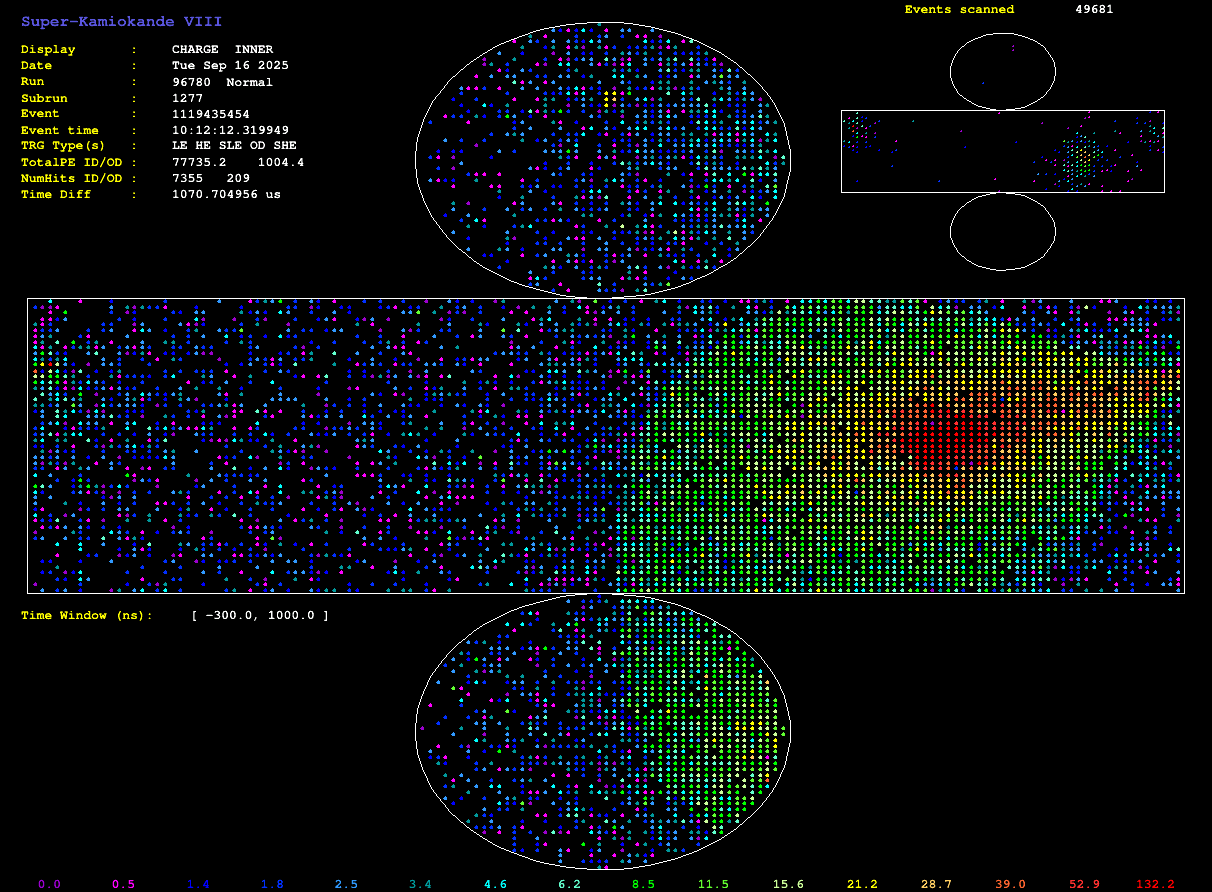 Super-Kamiokande VIII
Events scanned 49681
Display : CHARGE INNER
Date : Tue Sep 16 2025
Run : 96780 Normal
Subrun : 1277
Event : 1119435454
Event time : 10:12:12.319949
TRG Type(s) : LE HE SLE OD SHE
TotalPE ID/OD : 77735.2 1004.4
NumHits ID/OD : 7355 209
Time Diff : 1070.704956 us
Time Window (ns): [ -300.0, 1000.0 ]
0.0 0.5 1.4 1.8 2.5 3.4 4.6 6.2 8.5 11.5 15.6 21.2 28.7 39.0 52.9 132.2